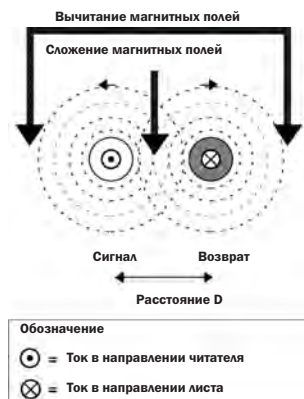 Вычитание магнитных полей
Сложение магнитных полей
Сигнал Возврат
Расстояние D
Обозначение
= Ток в направлении читателя
= Ток в направлении листа